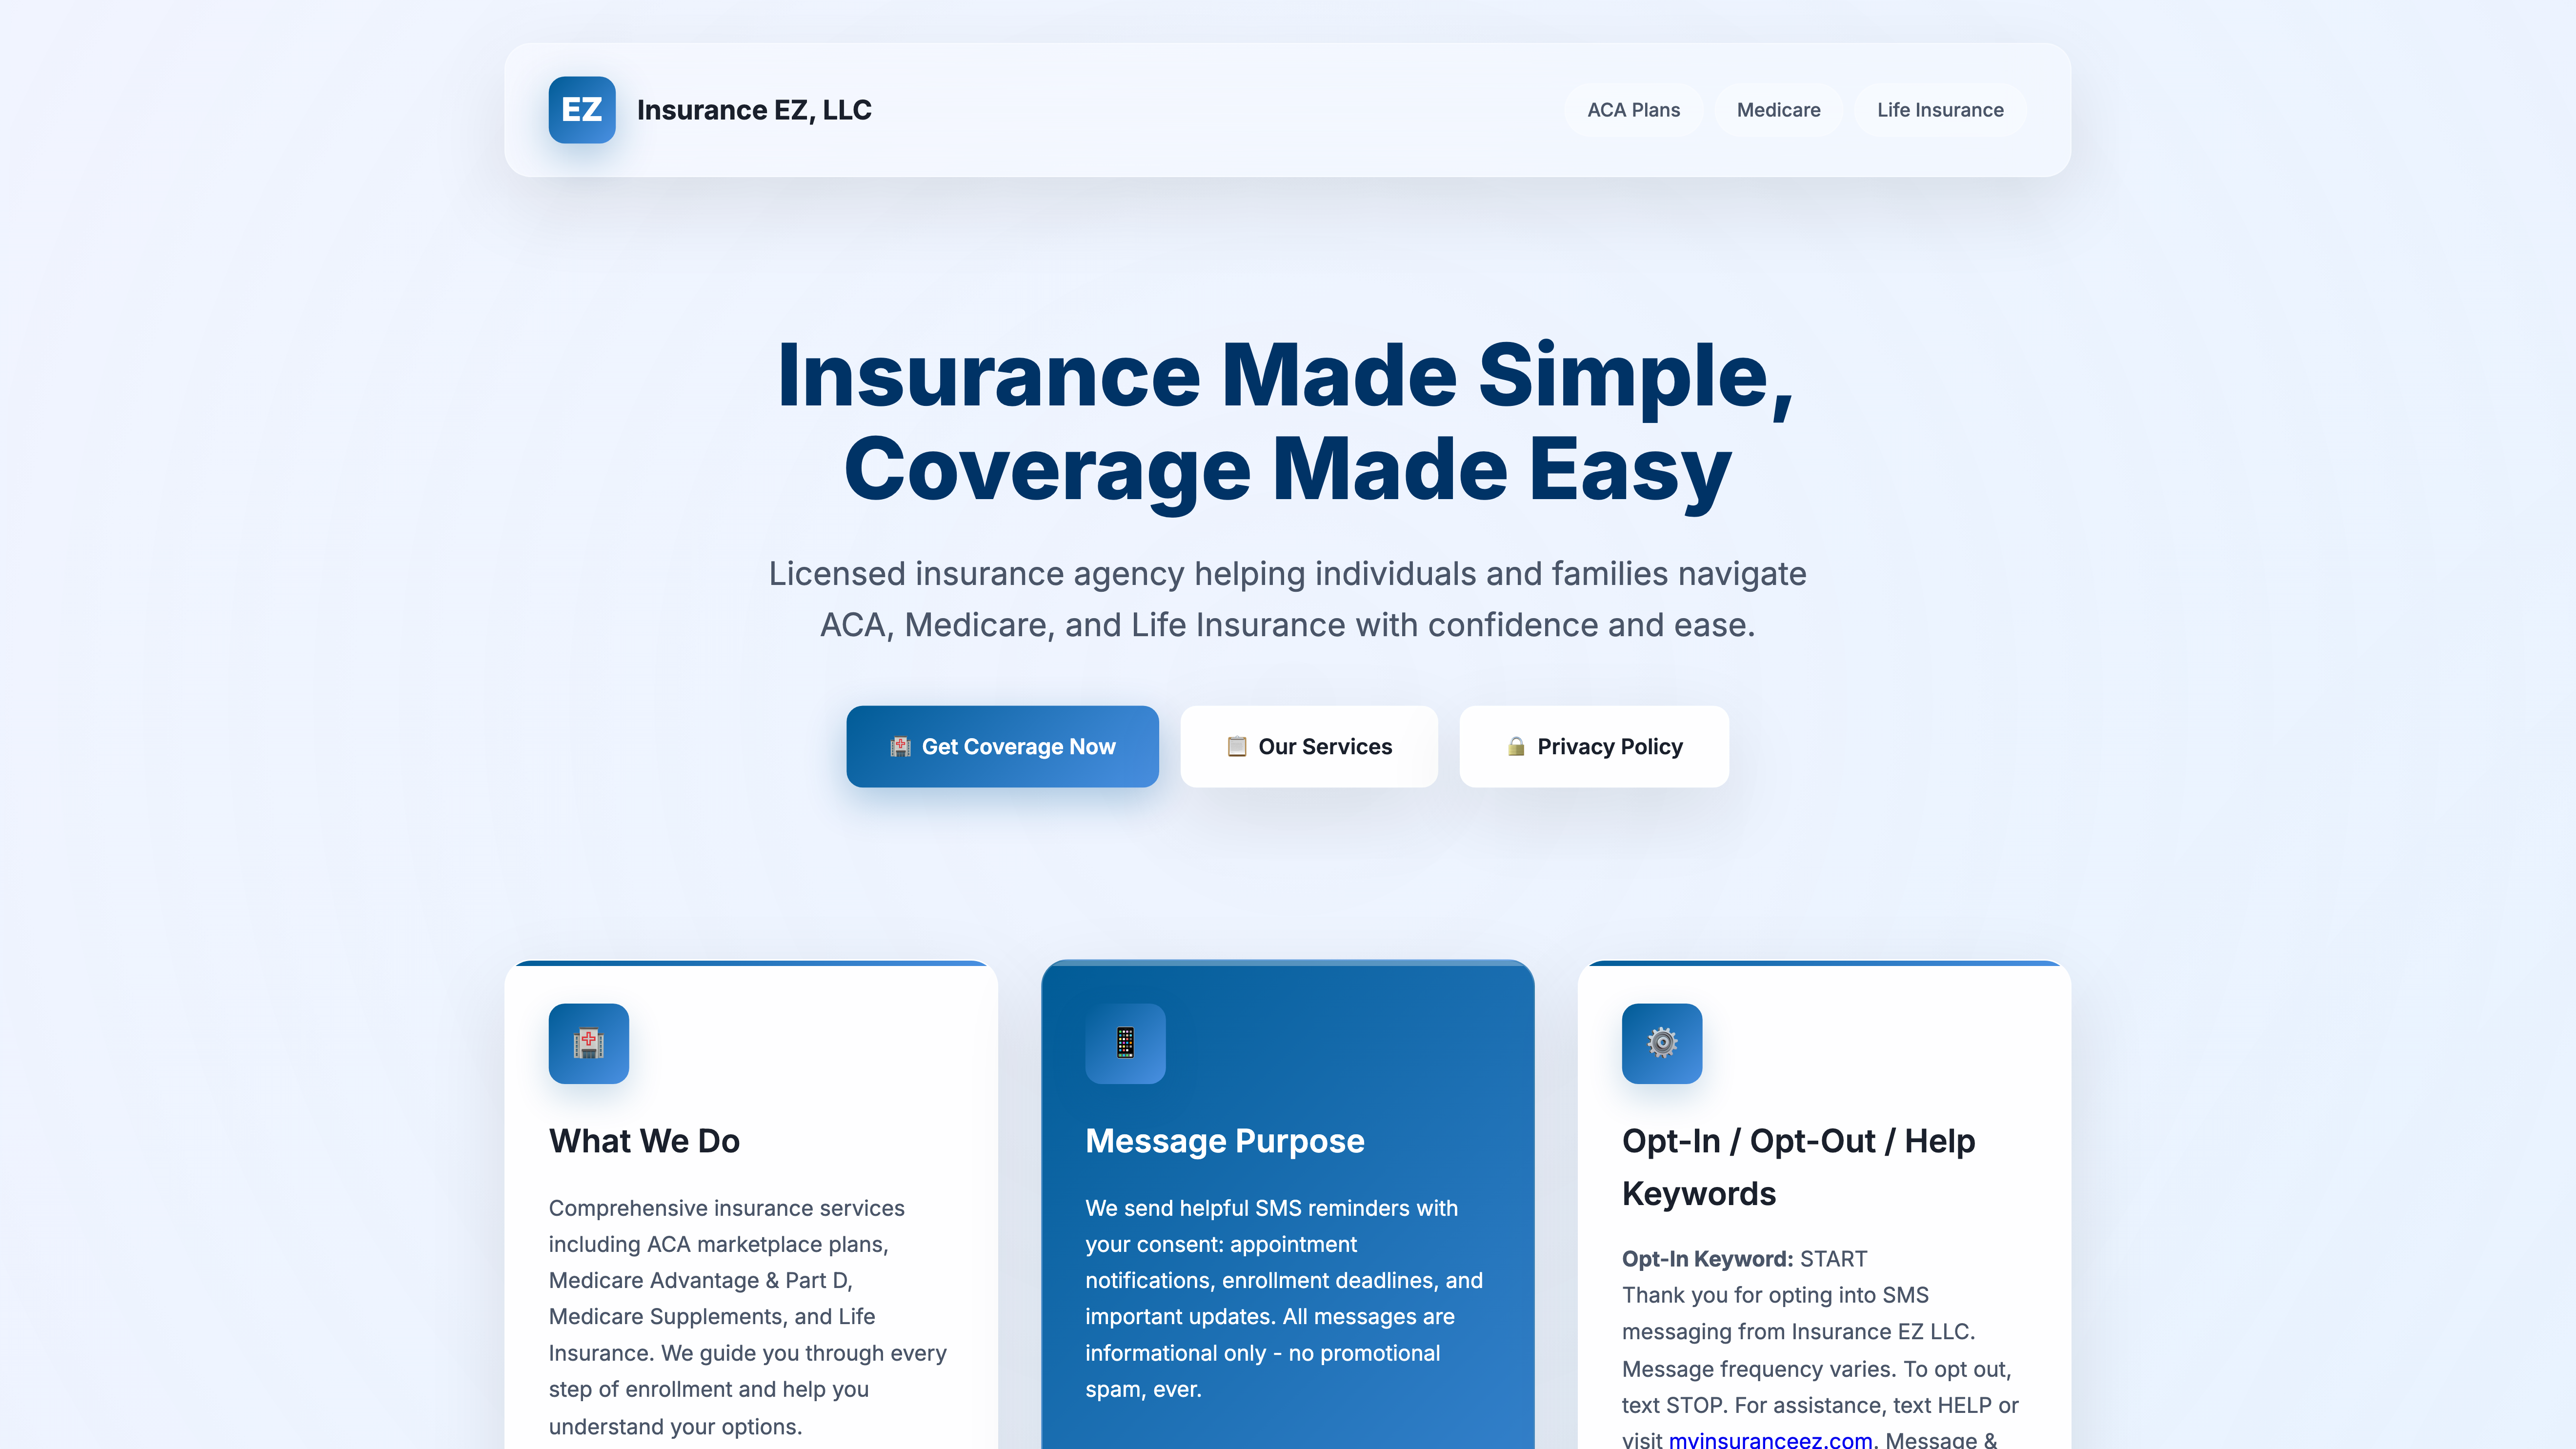 EZ
Insurance EZ, LLC
ACA Plans
Medicare
Life Insurance
Insurance Made Simple,
Coverage Made Easy
Licensed insurance agency helping individuals and families navigate
ACA, Medicare, and Life Insurance with confidence and ease.
Get Coverage Now
Our Services
Privacy Policy
What We Do
Comprehensive insurance services
including ACA marketplace plans,
Medicare Advantage & Part D,
Medicare Supplements, and Life
Insurance. We guide you through every
step of enrollment and help you
understand your options.
Message Purpose
We send helpful SMS reminders with
your consent: appointment
notifications, enrollment deadlines, and
important updates. All messages are
informational only - no promotional
spam, ever.
Opt-In / Opt-Out / Help
Keywords
Opt-In Keyword: START
Thank you for opting into SMS
messaging from Insurance EZ LLC.
Message frequency varies. To opt out,
text STOP. For assistance, text HELP or
visit myinsuranceez.com. Message &